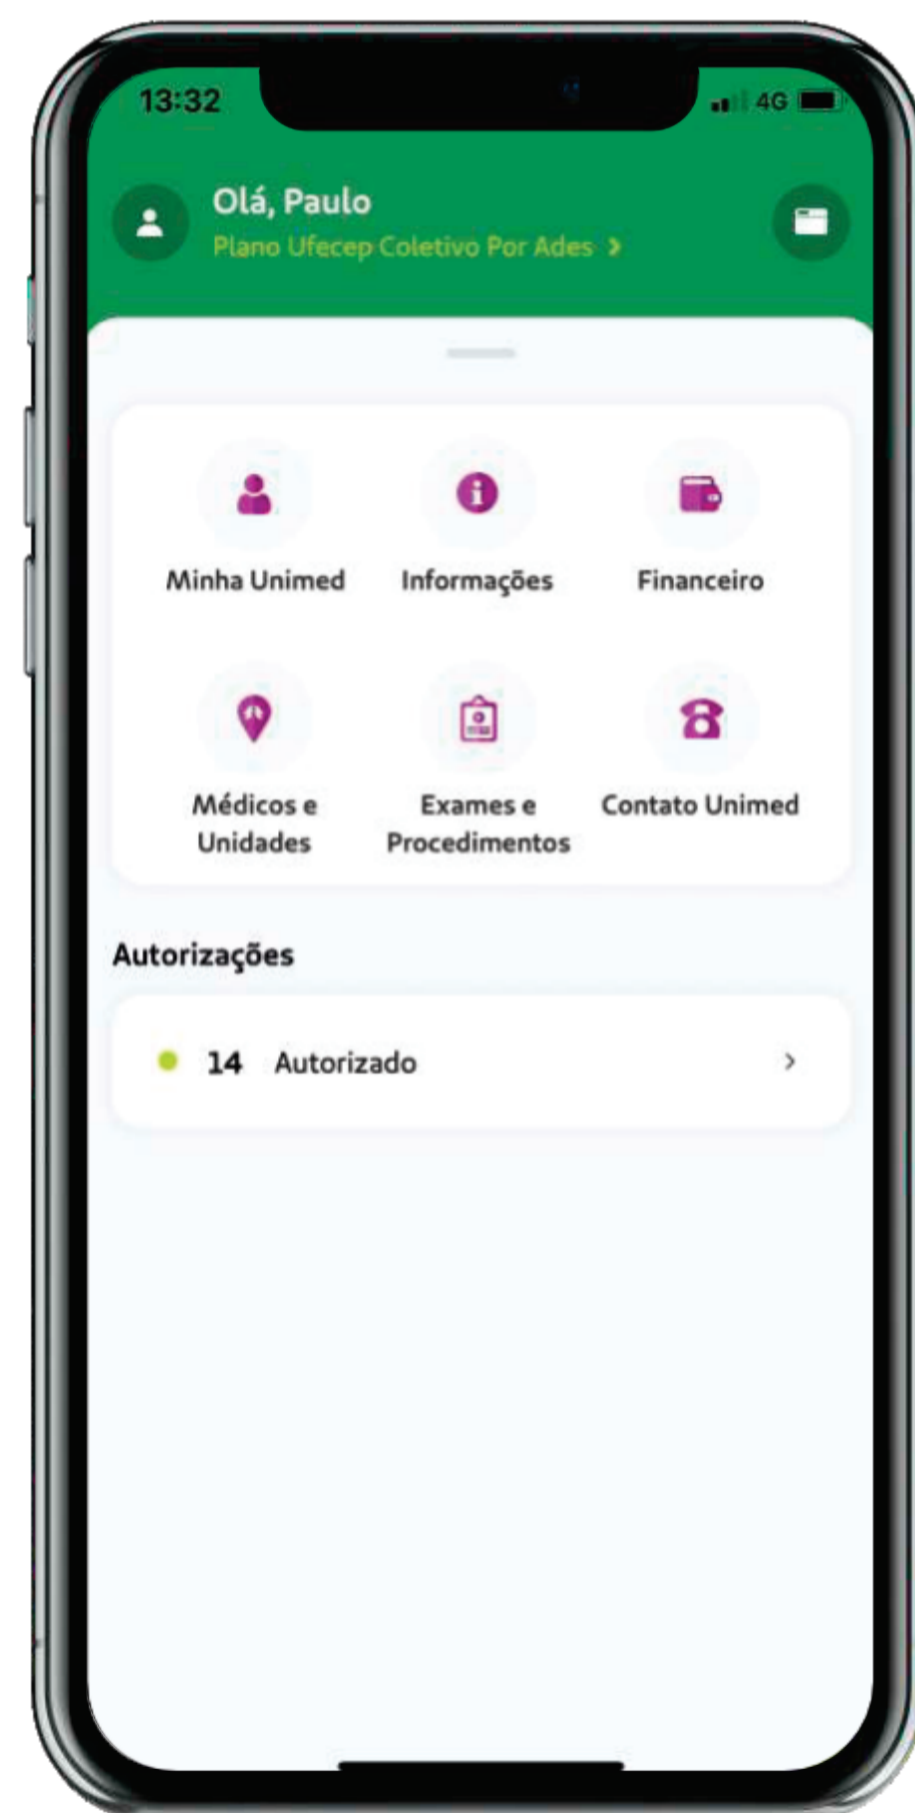 13:32
4G
Olá, Paulo
Plano Ufecep Coletivo Por Ades >
Minha Unimed
Informações
Financeiro
Médicos e
Unidades
Exames e
Procedimentos
Contato Unimed
Autorizações
14 Autorizado >